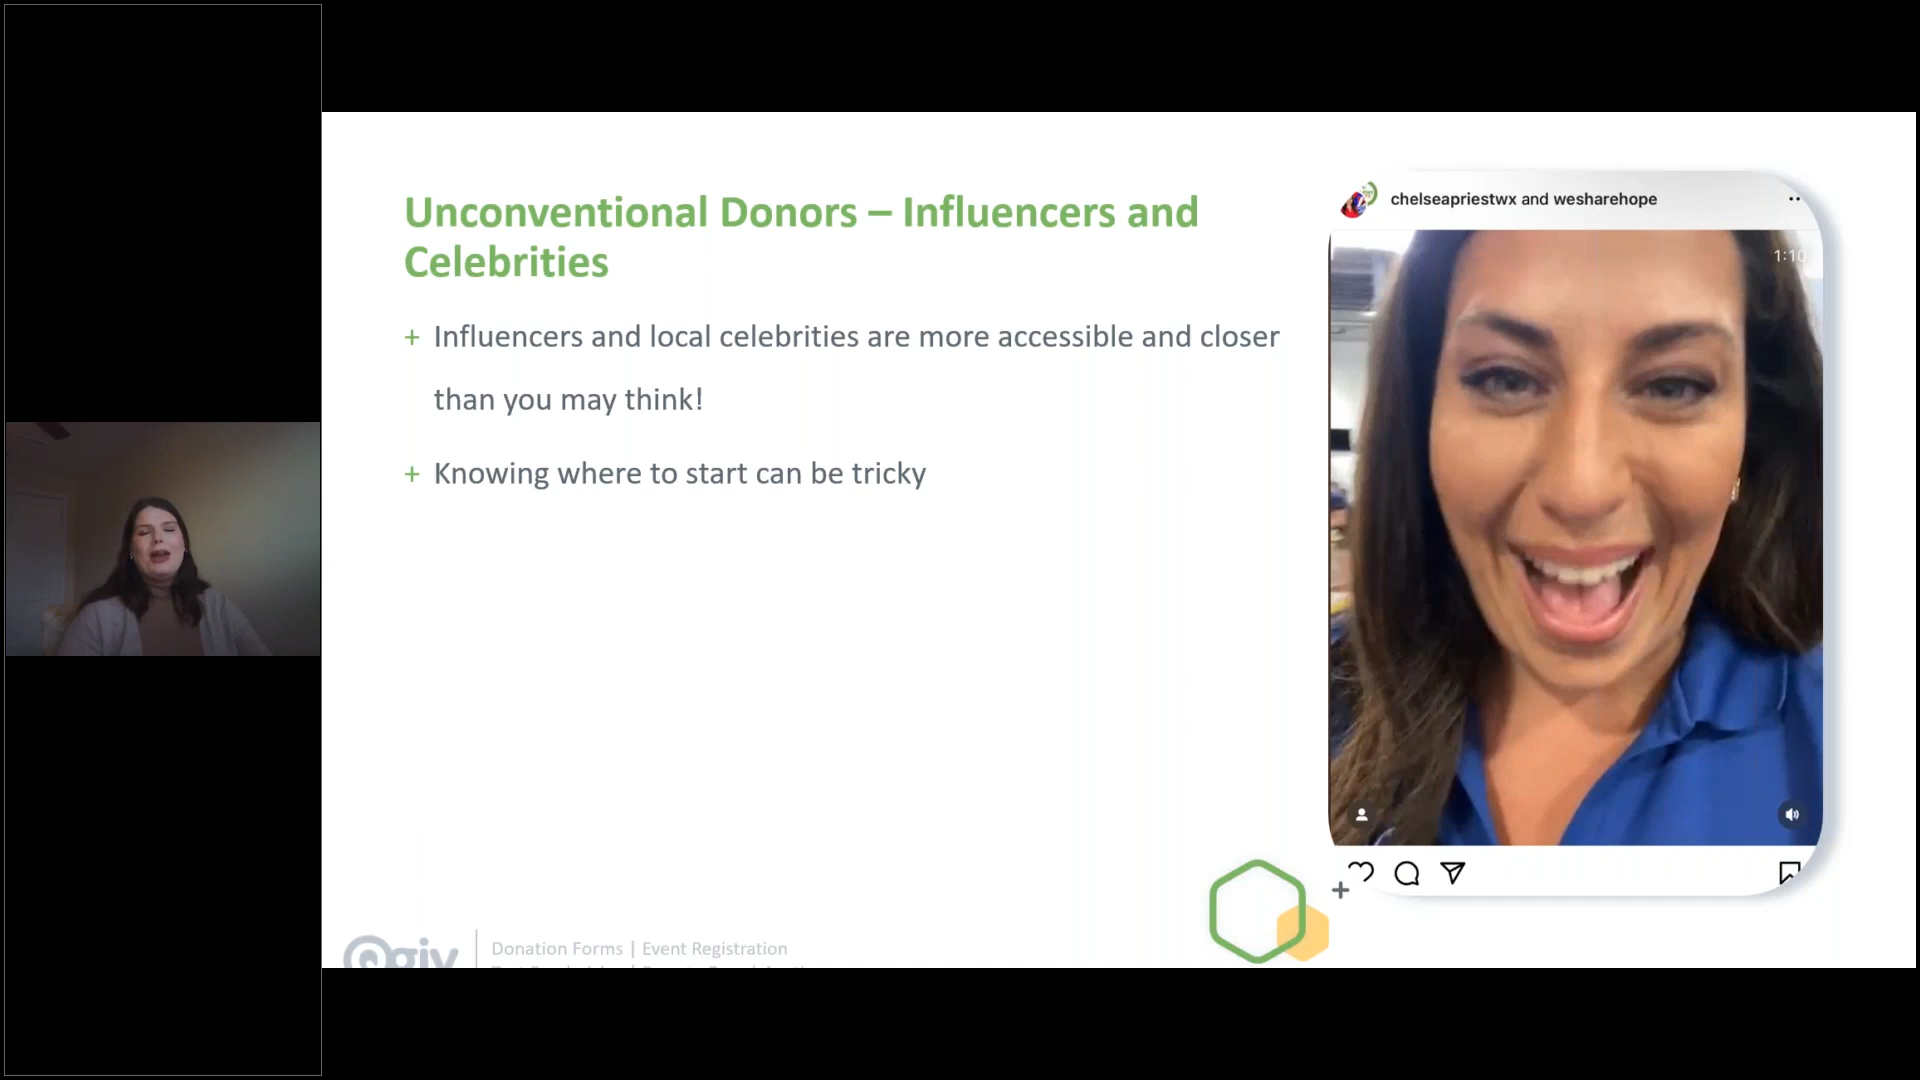 Unconventional Donors – Influencers and
Celebrities
+ Influencers and local celebrities are more accessible and closer
than you may think!
+ Knowing where to start can be tricky
chelseapriestwx and wesharehope
1:10
Qgiv
Donation Forms | Event Registration